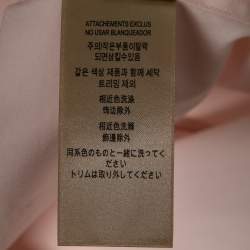 ATTACHEMENTS EXCLUS
NO USAR BLANQUEADOR
주의!작은부품이탈락
되면삼킬수있음
같은 색상 제품과 함께 세탁
트리밍 제외
相近色洗涤
饰边除外
相近色洗滌
飾邊除外
同系色のものと一緒に洗ってくだ
さい
トリムは取り外してください